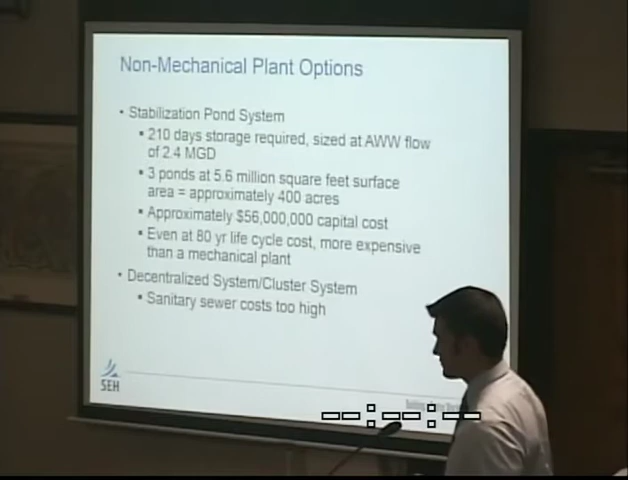 Non-Mechanical Plant Options
• Stabilization Pond System
▪ 210 days storage required, sized at AWW flow
of 2.4 MGD
▪ 3 ponds at 5.6 million square feet surface
area = approximately 400 acres
▪ Approximately $56,000,000 capital cost
▪ Even at 80 yr life cycle cost, more expensive
than a mechanical plant
• Decentralized System/Cluster System
▪ Sanitary sewer costs too high
SEH